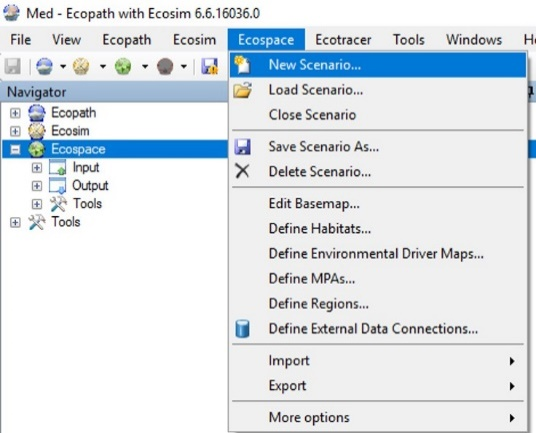 Med - Ecopath with Ecosim 6.6.16036.0
File View Ecopath Ecosim Ecospace Ecotracer Tools Windows
Navigator
Ecopath
Ecosim
Ecospace
Input
Output
Tools
Tools
New Scenario...
Load Scenario...
Close Scenario
Save Scenario As...
Delete Scenario...
Edit Basemap...
Define Habitats...
Define Environmental Driver Maps...
Define MPAs...
Define Regions...
Define External Data Connections...
Import
Export
More options